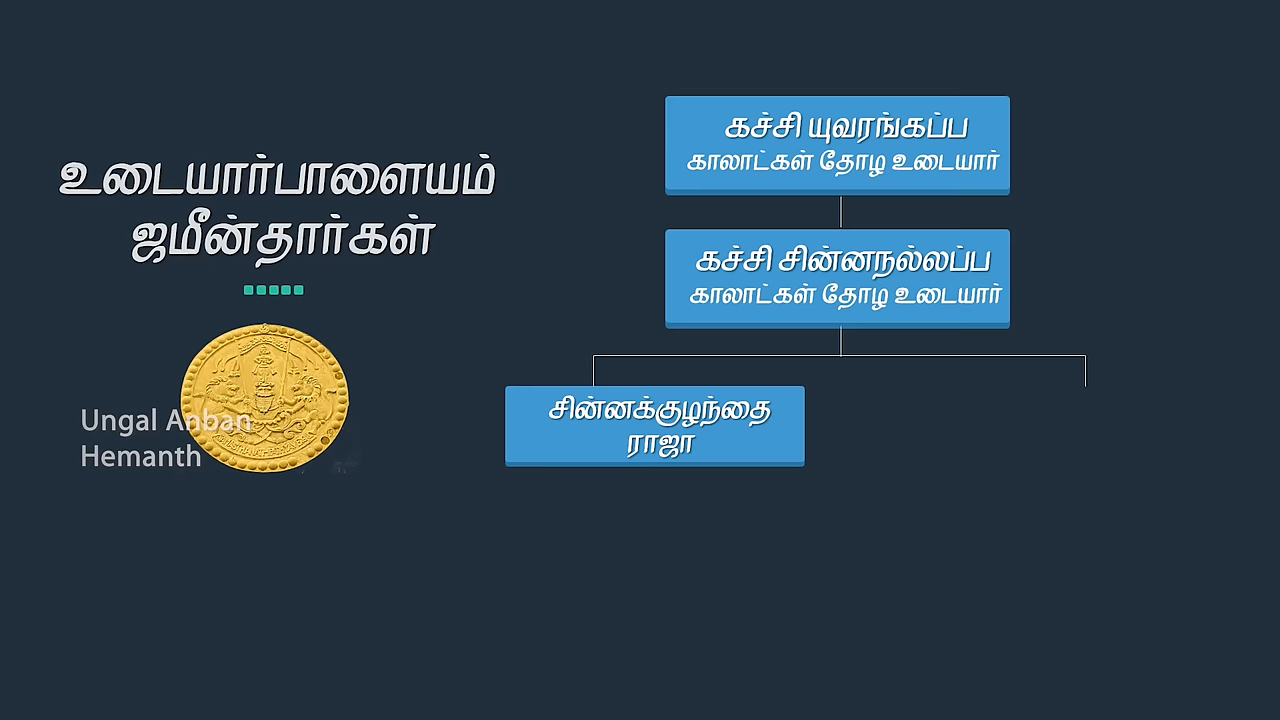 உடையார்பாளையம்
ஜமீன்தார்கள்
Ungal Anban
Hemanth
கச்சி யுவரங்கப்ப
காலாட்கள் தோழ உடையார்
கச்சி சின்னநல்லப்ப
காலாட்கள் தோழ உடையார்
சின்னக்குழந்தை
ராஜா